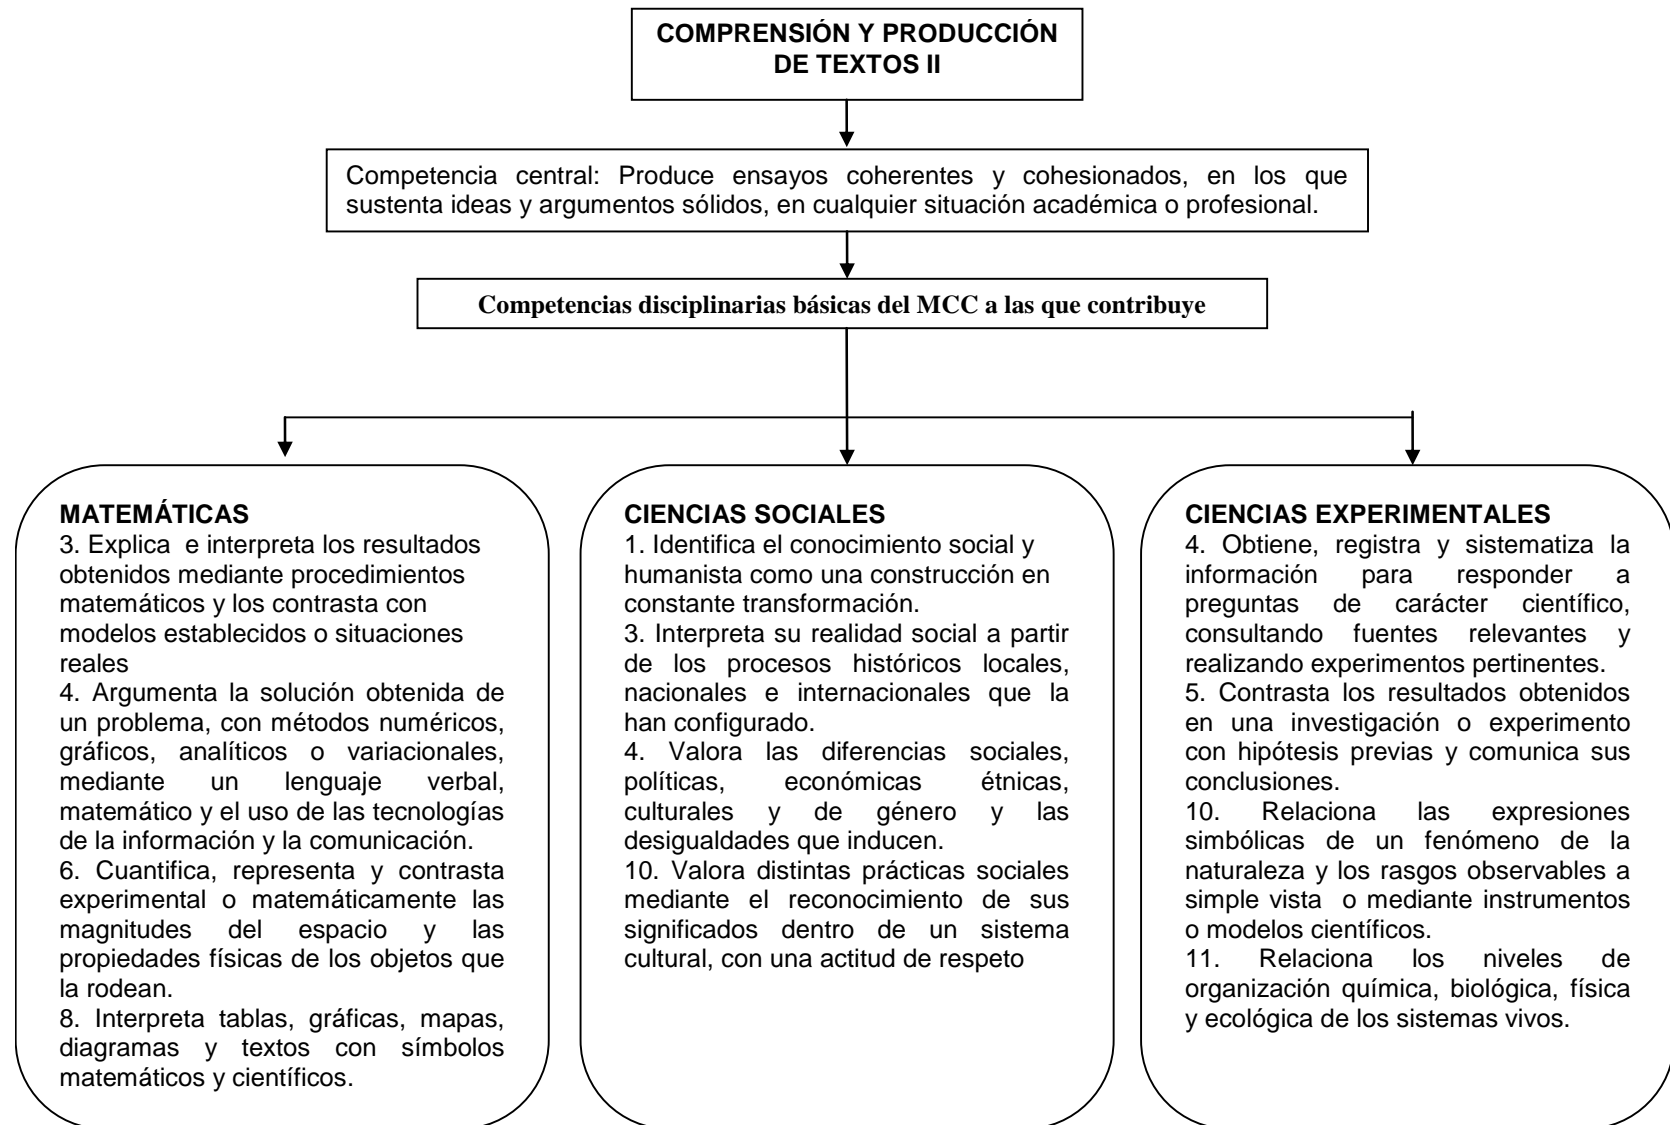 COMPRENSIÓN Y PRODUCCIÓN
DE TEXTOS II
Competencia central: Produce ensayos coherentes y cohesionados, en los que
sustenta ideas y argumentos sólidos, en cualquier situación académica o profesional.
Competencias disciplinarias básicas del MCC a las que contribuye
MATEMÁTICAS
3. Explica e interpreta los resultados
obtenidos mediante procedimientos
matemáticos y los contrasta con
modelos establecidos o situaciones
reales
4. Argumenta la solución obtenida de
un problema, con métodos numéricos,
gráficos, analíticos o variacionales,
mediante un lenguaje verbal,
matemático y el uso de las tecnologías
de la información y la comunicación.
6. Cuantifica, representa y contrasta
experimental o matemáticamente las
magnitudes del espacio y las
propiedades físicas de los objetos que
la rodean.
8. Interpreta tablas, gráficas, mapas,
diagramas y textos con símbolos
matemáticos y científicos.
CIENCIAS SOCIALES
1. Identifica el conocimiento social y
humanista como una construcción en
constante transformación.
3. Interpreta su realidad social a partir
de los procesos históricos locales,
nacionales e internacionales que la
han configurado.
4. Valora las diferencias sociales,
políticas, económicas étnicas,
culturales y de género y las
desigualdades que inducen.
10. Valora distintas prácticas sociales
mediante el reconocimiento de sus
significados dentro de un sistema
cultural, con una actitud de respeto
CIENCIAS EXPERIMENTALES
4. Obtiene, registra y sistematiza la
información para responder a
preguntas de carácter científico,
consultando fuentes relevantes y
realizando experimentos pertinentes.
5. Contrasta los resultados obtenidos
en una investigación o experimento
con hipótesis previas y comunica sus
conclusiones.
10. Relaciona las expresiones
simbólicas de un fenómeno de la
naturaleza y los rasgos observables a
simple vista o mediante instrumentos
o modelos científicos.
11. Relaciona los niveles de
organización química, biológica, física
y ecológica de los sistemas vivos.